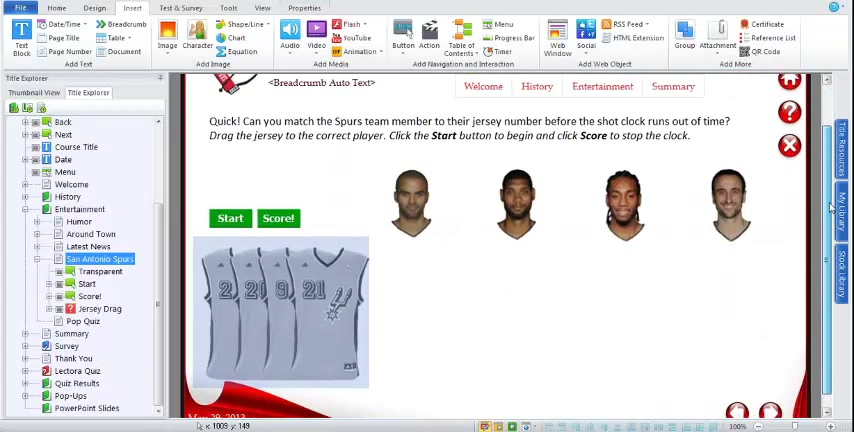 File Home Design Insert Test & Survey Tools View Properties
Date/Time Breadcrumb Shape/Line Flash Menu RSS Feed Certificate
Page Title Table Chart YouTube Progress Bar HTML Extension Reference List
Page Number Document Equation Animation Timer QR Code
Text Block Image Character Audio Video Button Action Table of Contents Web Window Social Group Attachment
Add Text Add Image Add Media Add Navigation and Interaction Add Web Object Add More
Title Explorer
Thumbnail View Title Explorer
Back
Next
Course Title
Date
Menu
Welcome
History
Entertainment
Humor
Around Town
Latest News
San Antonio Spurs
Transparent
Start
Score!
Jersey Drag
Pop Quiz
Summary
Survey
Thank You
Lectora Quiz
Quiz Results
Pop-Ups
PowerPoint Slides
<Breadcrumb Auto Text>
Welcome History Entertainment Summary
Quick! Can you match the Spurs team member to their jersey number before the shot clock runs out of time?
Drag the jersey to the correct player. Click the Start button to begin and click Score to stop the clock.
Start Score!
2 20 9 21
May 29, 2013
Title Resources
My Library
Stock Library
x: 1003 y: 149
100%